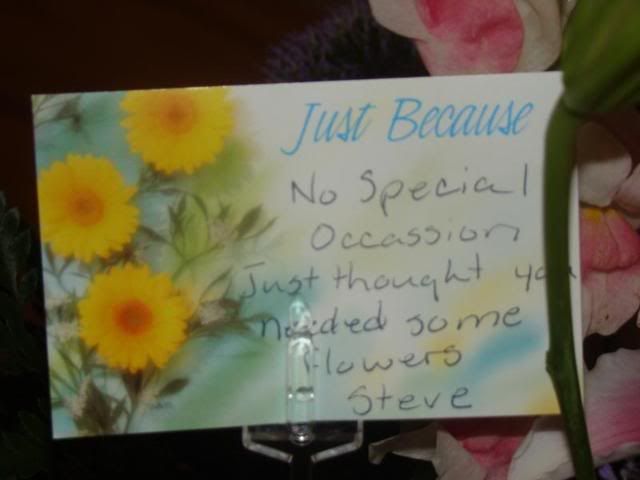 Just Because
No Special
Occassion
Just thought you
needed some
flowers
Steve